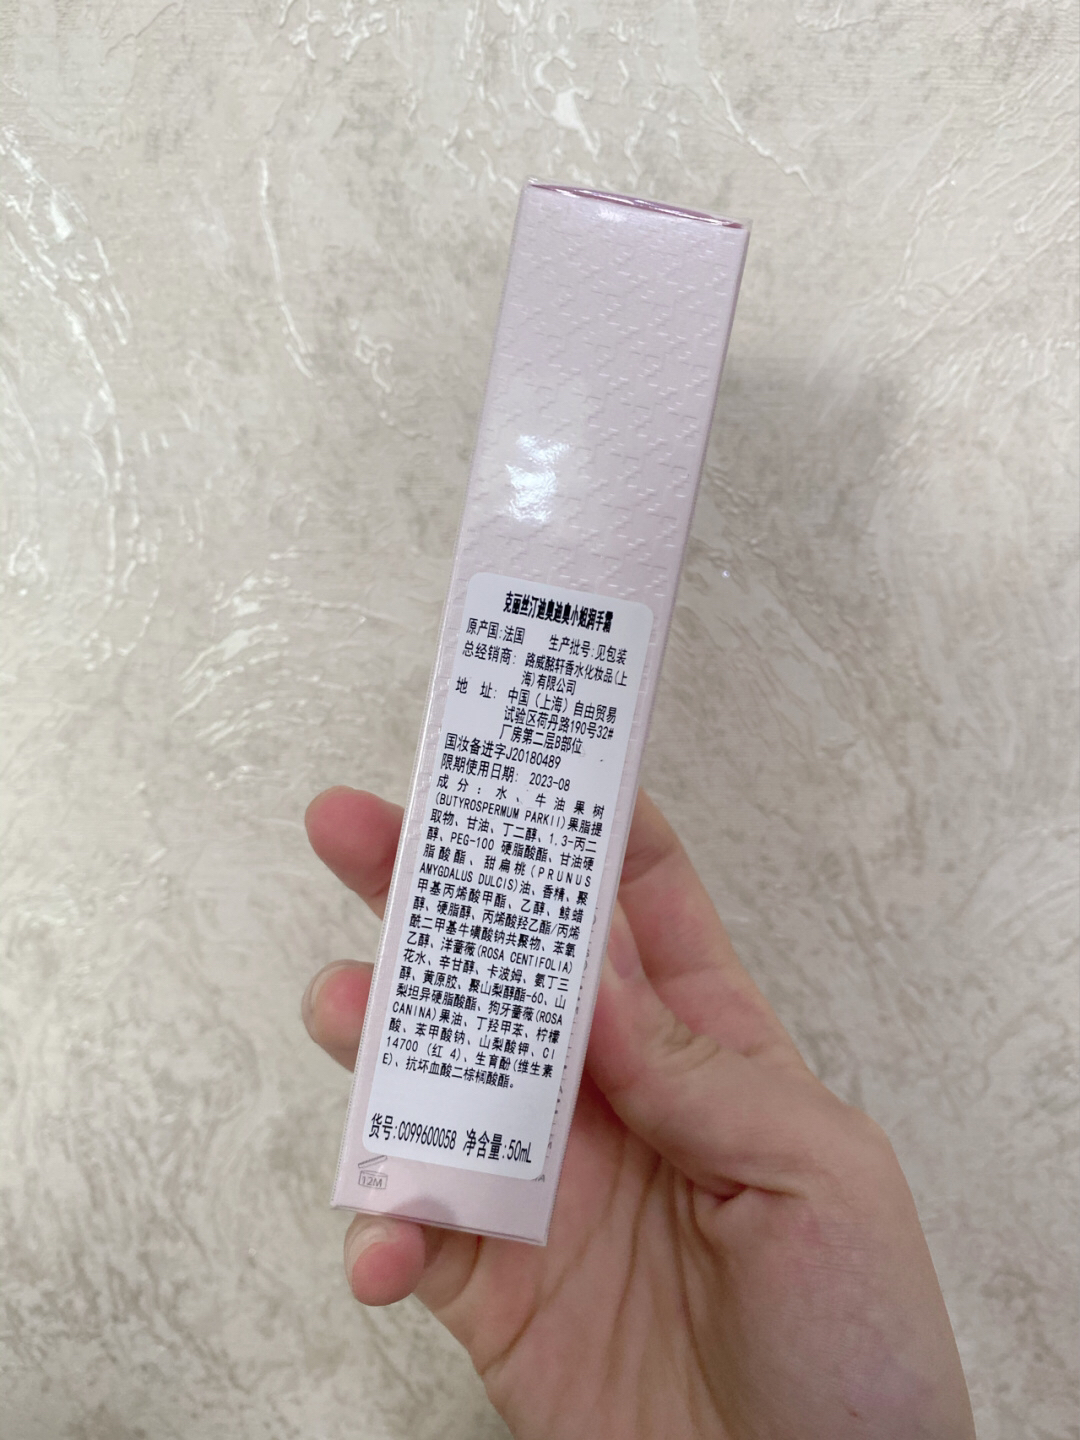 克丽丝汀迪奥迪奥小姐润手霜
原产国:法国 生产批号:见包装
总经销商: 路威酩轩香水化妆品(上
海)有限公司
地 址: 中国（上海）自由贸易
试验区荷丹路190号32#
厂房第二层B部位
国妆备进字J20180489
限期使用日期: 2023-08
成分:水、牛油果树
(BUTYROSPERMUM PARKII)果脂提
取物、甘油、丁二醇、1,3-丙二
醇、PEG-100 硬脂酸酯、甘油硬
脂酸酯、甜扁桃(PRUNUS
AMYGDALUS DULCIS)油、香精、聚
甲基丙烯酸甲酯、乙醇、鲸蜡
醇、硬脂醇、丙烯酸羟乙酯/丙烯
酰二甲基牛磺酸钠共聚物、苯氧
乙醇、洋蔷薇(ROSA CENTIFOLIA)
花水、辛甘醇、卡波姆、氨丁三
醇、黄原胶、聚山梨醇酯-60、山
梨坦异硬脂酸酯、狗牙蔷薇(ROSA
CANINA)果油、丁羟甲苯、柠檬
酸、苯甲酸钠、山梨酸钾、CI
14700 (红 4)、生育酚(维生素
E)、抗坏血酸二棕榈酸酯。
货号:C099600058 净含量:50mL
12M